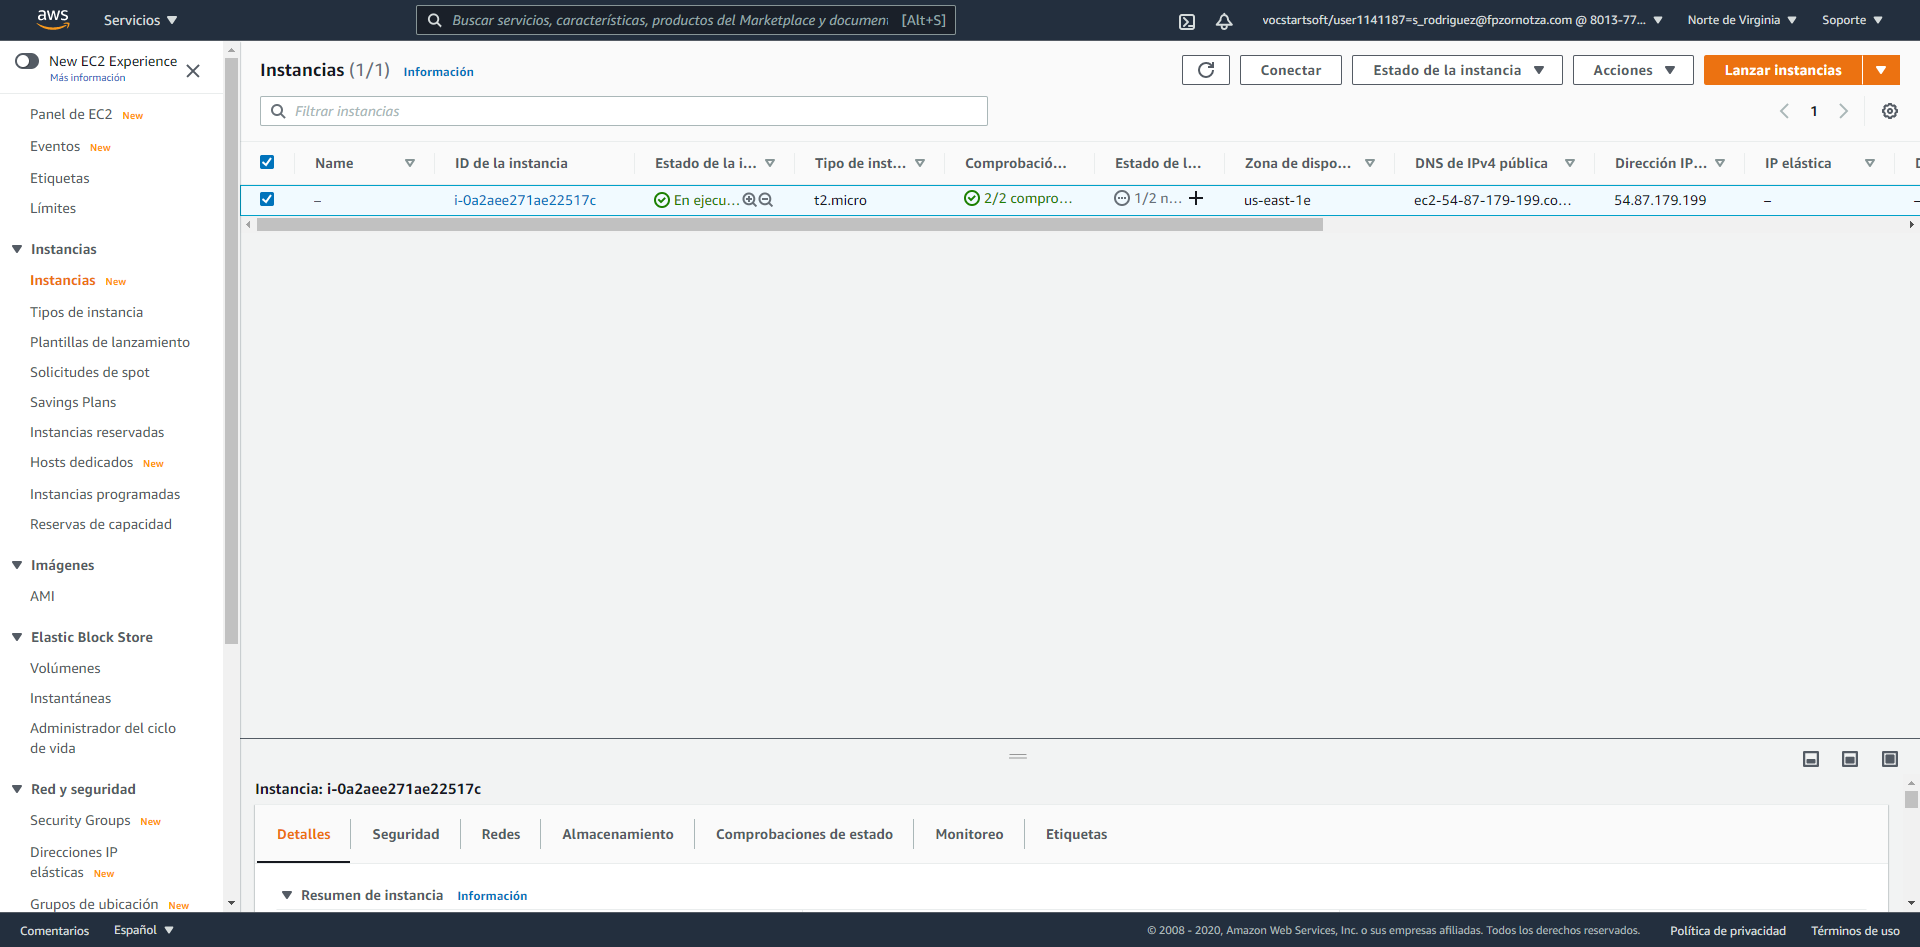 aws
Servicios
Buscar servicios, características, productos del Marketplace y document
[Alt+S]
vocstartsoft/user1141187=s_rodriguez@fpzornotza.com @ 8013-77...
Norte de Virginia
Soporte
New EC2 Experience
Más información
Panel de EC2 New
Eventos New
Etiquetas
Límites
Instancias
Instancias New
Tipos de instancia
Plantillas de lanzamiento
Solicitudes de spot
Savings Plans
Instancias reservadas
Hosts dedicados New
Instancias programadas
Reservas de capacidad
Imágenes
AMI
Elastic Block Store
Volúmenes
Instantáneas
Administrador del ciclo
de vida
Red y seguridad
Security Groups New
Direcciones IP
elásticas New
Grupos de ubicación New
Instancias (1/1) Información
Conectar
Estado de la instancia
Acciones
Lanzar instancias
Filtrar instancias
1
Name ID de la instancia Estado de la i... Tipo de inst... Comprobació... Estado de l... Zona de dispo... DNS de IPv4 pública Dirección IP... IP elástica
– i-0a2aee271ae22517c En ejecu... t2.micro 2/2 compro... 1/2 n... us-east-1e ec2-54-87-179-199.co... 54.87.179.199 – –
Instancia: i-0a2aee271ae22517c
Detalles Seguridad Redes Almacenamiento Comprobaciones de estado Monitoreo Etiquetas
Resumen de instancia Información
Comentarios
Español
© 2008 - 2020, Amazon Web Services, Inc. o sus empresas afiliadas. Todos los derechos reservados.
Política de privacidad
Términos de uso